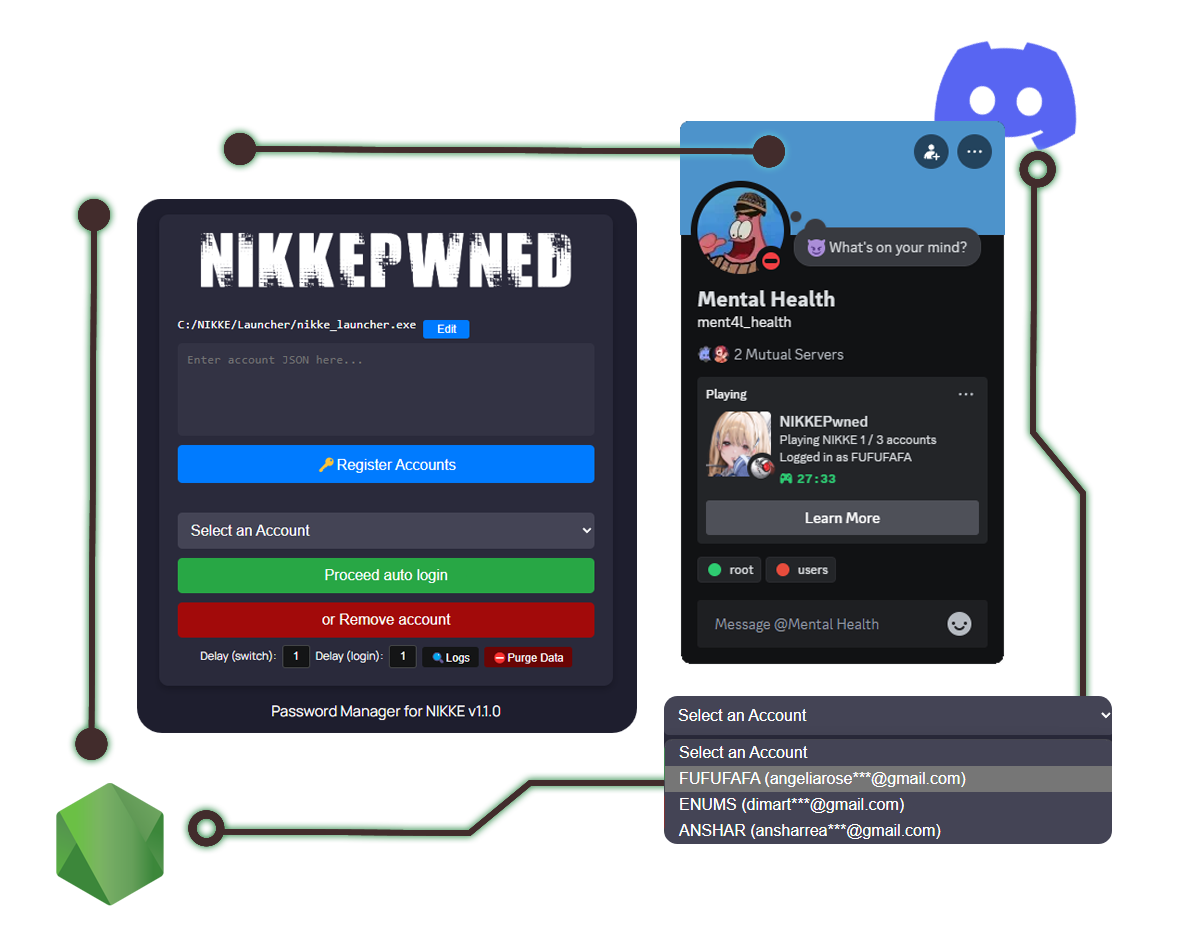 NIKKEPWNED
C:/NIKKE/Launcher/nikke_launcher.exe
Edit
Enter account JSON here...
🔑Register Accounts
Select an Account
Proceed auto login
or Remove account
Delay (switch): 1 Delay (login): 1 🔍Logs ⛔Purge Data
Password Manager for NIKKE v1.1.0
😈What's on your mind?
Mental Health
ment4l_health
2 Mutual Servers
Playing
NIKKEPwned
Playing NIKKE 1 / 3 accounts
Logged in as FUFUFAFA
27:33
Learn More
root users
Message @Mental Health
Select an Account
Select an Account
FUFUFAFA (angeliarose***@gmail.com)
ENUMS (dimart***@gmail.com)
ANSHAR (ansharrea***@gmail.com)